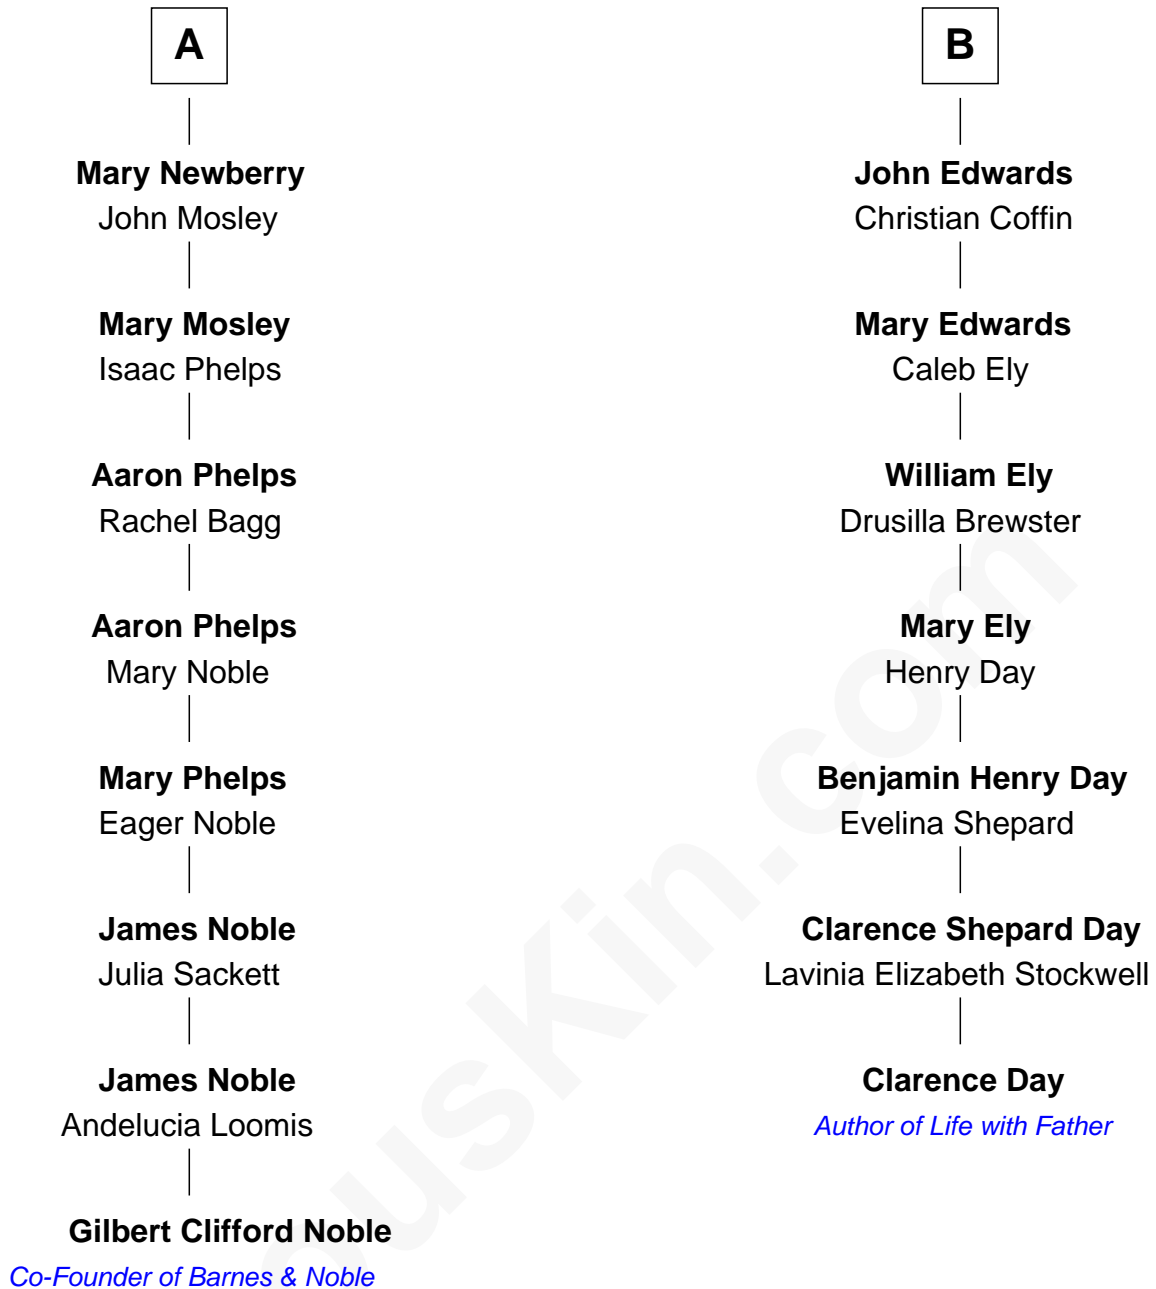 A
Mary Newberry
John Mosley
Mary Mosley
Isaac Phelps
Aaron Phelps
Rachel Bagg
Aaron Phelps
Mary Noble
Mary Phelps
Eager Noble
James Noble
Julia Sackett
James Noble
Andelucia Loomis
Gilbert Clifford Noble
Co-Founder of Barnes & Noble
B
John Edwards
Christian Coffin
Mary Edwards
Caleb Ely
William Ely
Drusilla Brewster
Mary Ely
Henry Day
Benjamin Henry Day
Evelina Shepard
Clarence Shepard Day
Lavinia Elizabeth Stockwell
Clarence Day
Author of Life with Father
ousKin.com